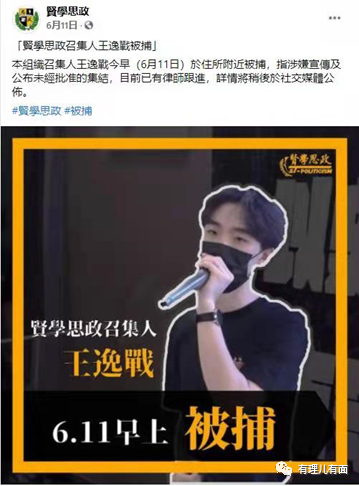 賢學思政
6月11日
「賢學思政召集人王逸戰被捕」
本組織召集人王逸戰今早（6月11日）於住所附近被捕，指涉嫌宣傳及
公布未經批准的集結，目前已有律師跟進，詳情將稍後於社交媒體公
佈。
#賢學思政 #被捕
賢學思政
賢學思政召集人
王逸戰
6.11早上 被捕
有理儿有面